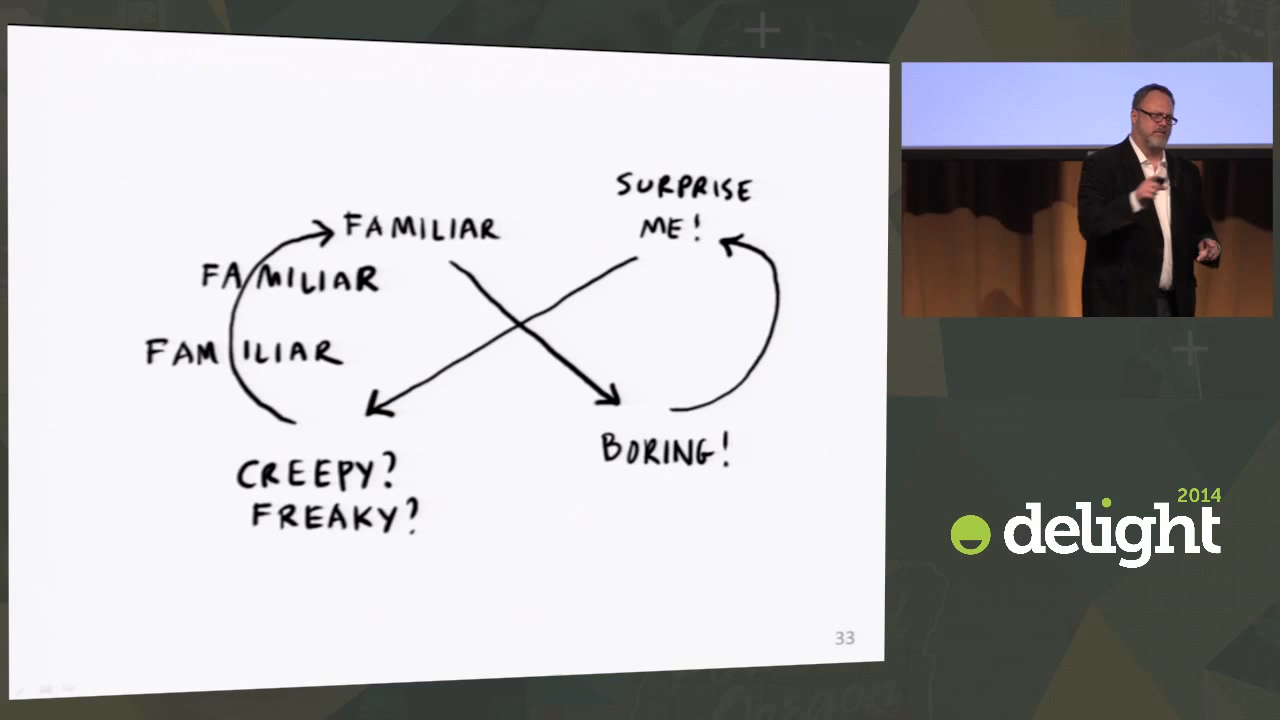 SURPRISE
ME!
FAMILIAR
FAMILIAR
FAMILIAR
BORING!
CREEPY?
FREAKY?
33
2014
delight